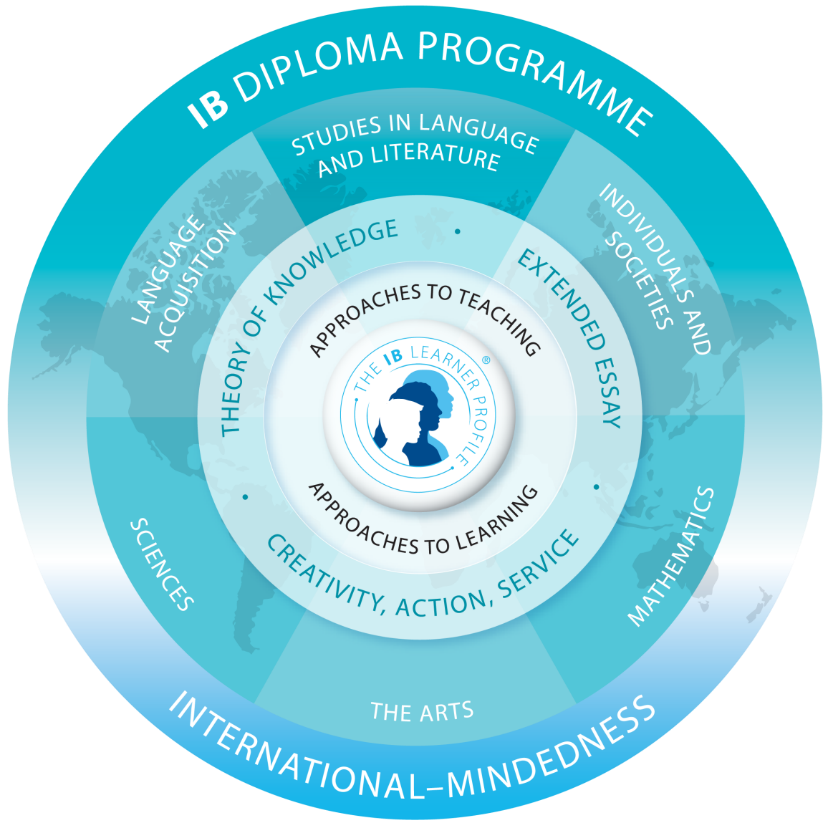 IB DIPLOMA PROGRAMME
STUDIES IN LANGUAGE
AND LITERATURE
LANGUAGE
ACQUISITION
INDIVIDUALS AND
SOCIETIES
THEORY OF KNOWLEDGE
•
EXTENDED ESSAY
APPROACHES TO TEACHING
THE IB LEARNER PROFILE®
APPROACHES TO LEARNING
•
•
CREATIVITY, ACTION, SERVICE
SCIENCES
MATHEMATICS
THE ARTS
INTERNATIONAL–MINDEDNESS